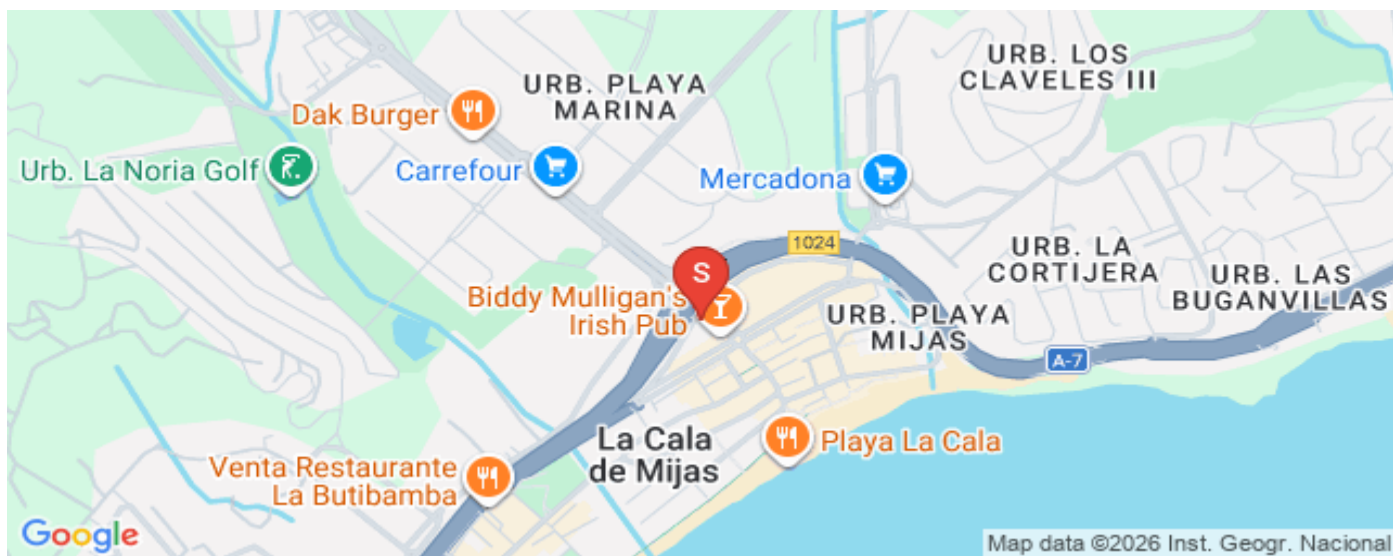 URB. LOS
CLAVELES III
URB. PLAYA
MARINA
Dak Burger
Urb. La Noria Golf
Carrefour
Mercadona
1024
URB. LA
CORTIJERA
URB. LAS
BUGANVILLAS
S
Biddy Mulligan's
Irish Pub
URB. PLAYA
MIJAS
A-7
La Cala
de Mijas
Playa La Cala
Venta Restaurante
La Butibamba
Google
Map data ©2026 Inst. Geogr. Nacional